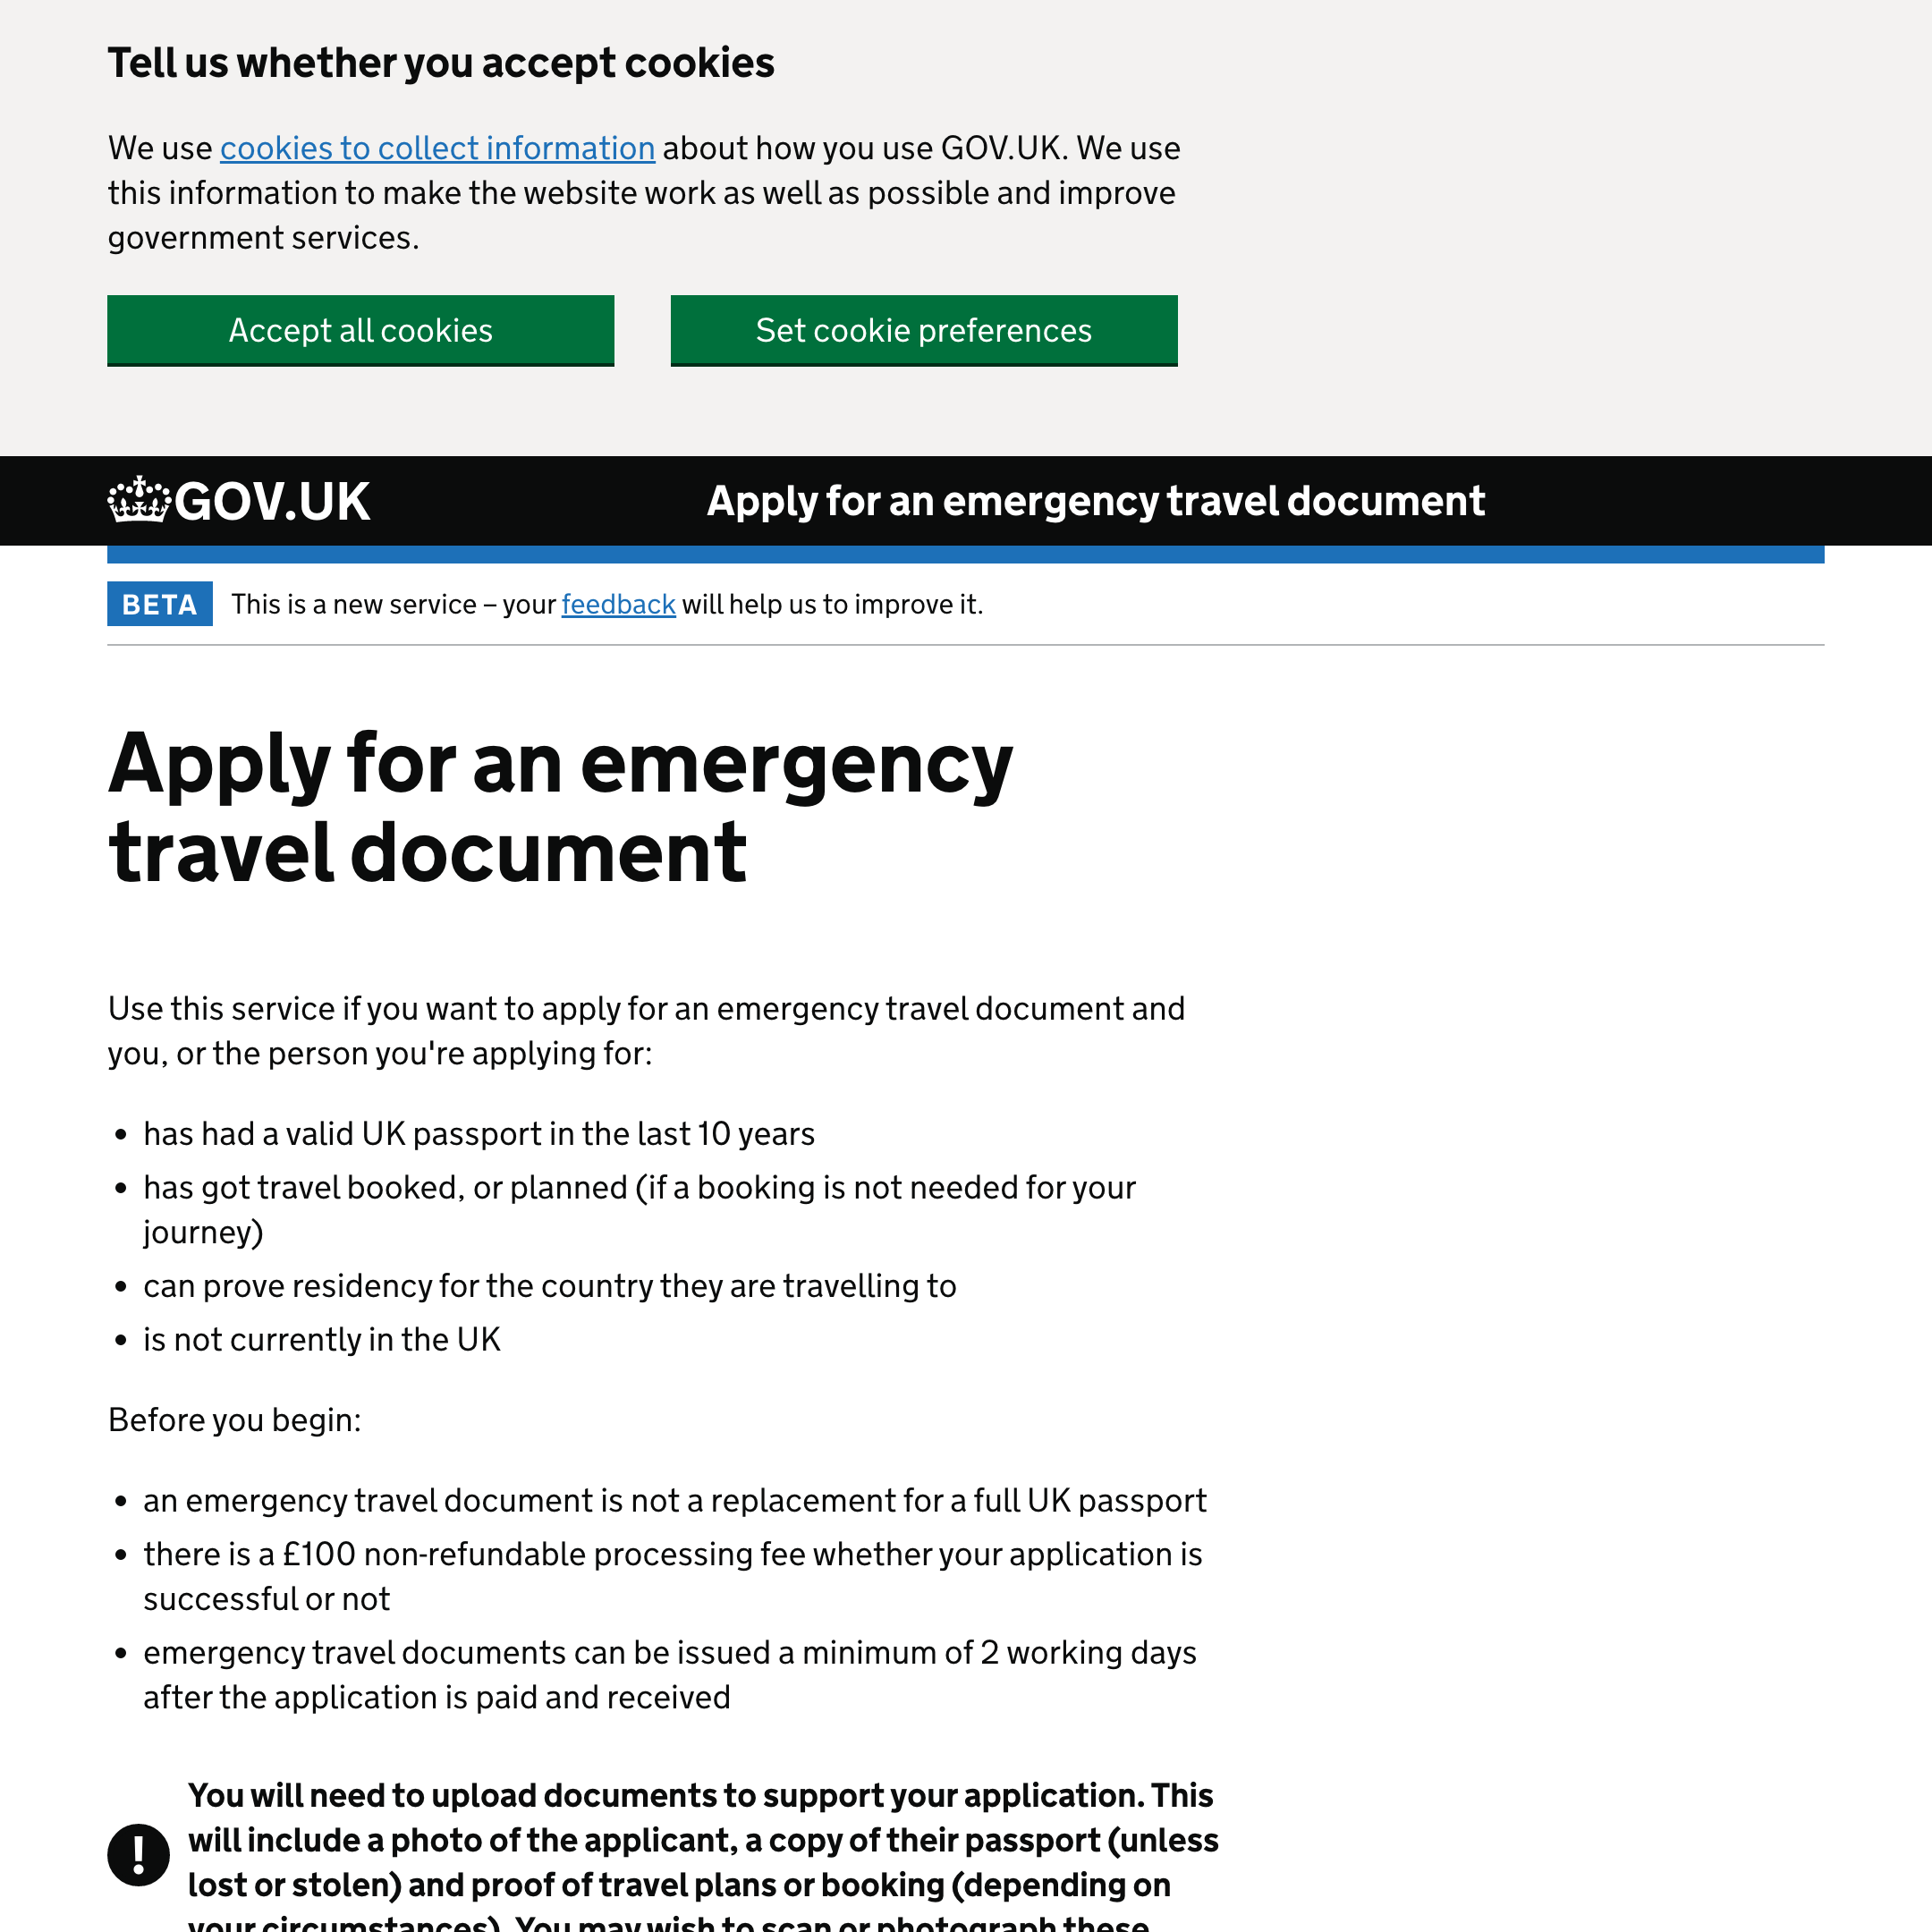 Tell us whether you accept cookies
We use cookies to collect information about how you use GOV.UK. We use
this information to make the website work as well as possible and improve
government services.
Accept all cookies
Set cookie preferences
GOV.UK
Apply for an emergency travel document
BETA
This is a new service – your feedback will help us to improve it.
Apply for an emergency
travel document
Use this service if you want to apply for an emergency travel document and
you, or the person you're applying for:
• has had a valid UK passport in the last 10 years
• has got travel booked, or planned (if a booking is not needed for your
journey)
• can prove residency for the country they are travelling to
• is not currently in the UK
Before you begin:
• an emergency travel document is not a replacement for a full UK passport
• there is a £100 non-refundable processing fee whether your application is
successful or not
• emergency travel documents can be issued a minimum of 2 working days
after the application is paid and received
!
You will need to upload documents to support your application. This
will include a photo of the applicant, a copy of their passport (unless
lost or stolen) and proof of travel plans or booking (depending on
your circumstances). You may wish to scan or photograph these